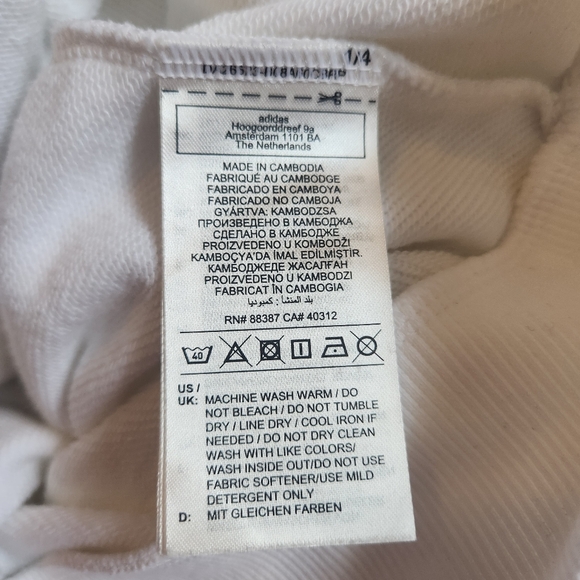 1/4
adidas
Hoogoorddreef 9a
Amsterdam 1101 BA
The Netherlands
MADE IN CAMBODIA
FABRIQUÉ AU CAMBODGE
FABRICADO EN CAMBOYA
FABRICADO NO CAMBOJA
GYÁRTVA: KAMBODZSA
ПРОИЗВЕДЕНО В КАМБОДЖА
СДЕЛАНО В КАМБОДЖЕ
PROIZVEDENO U KOMBODŽI
KAMBOÇYA'DA İMAL EDİLMİŞTİR.
КАМБОДЖЕДЕ ЖАСАЛҒАН
PROIZVEDENO U KAMBODZI
FABRICAT ÎN CAMBOGIA
بلد المنشأ: كمبوديا
RN# 88387 CA# 40312
40
US /
UK: MACHINE WASH WARM / DO
NOT BLEACH / DO NOT TUMBLE
DRY / LINE DRY / COOL IRON IF
NEEDED / DO NOT DRY CLEAN
WASH WITH LIKE COLORS/
WASH INSIDE OUT/DO NOT USE
FABRIC SOFTENER/USE MILD
DETERGENT ONLY
D: MIT GLEICHEN FARBEN